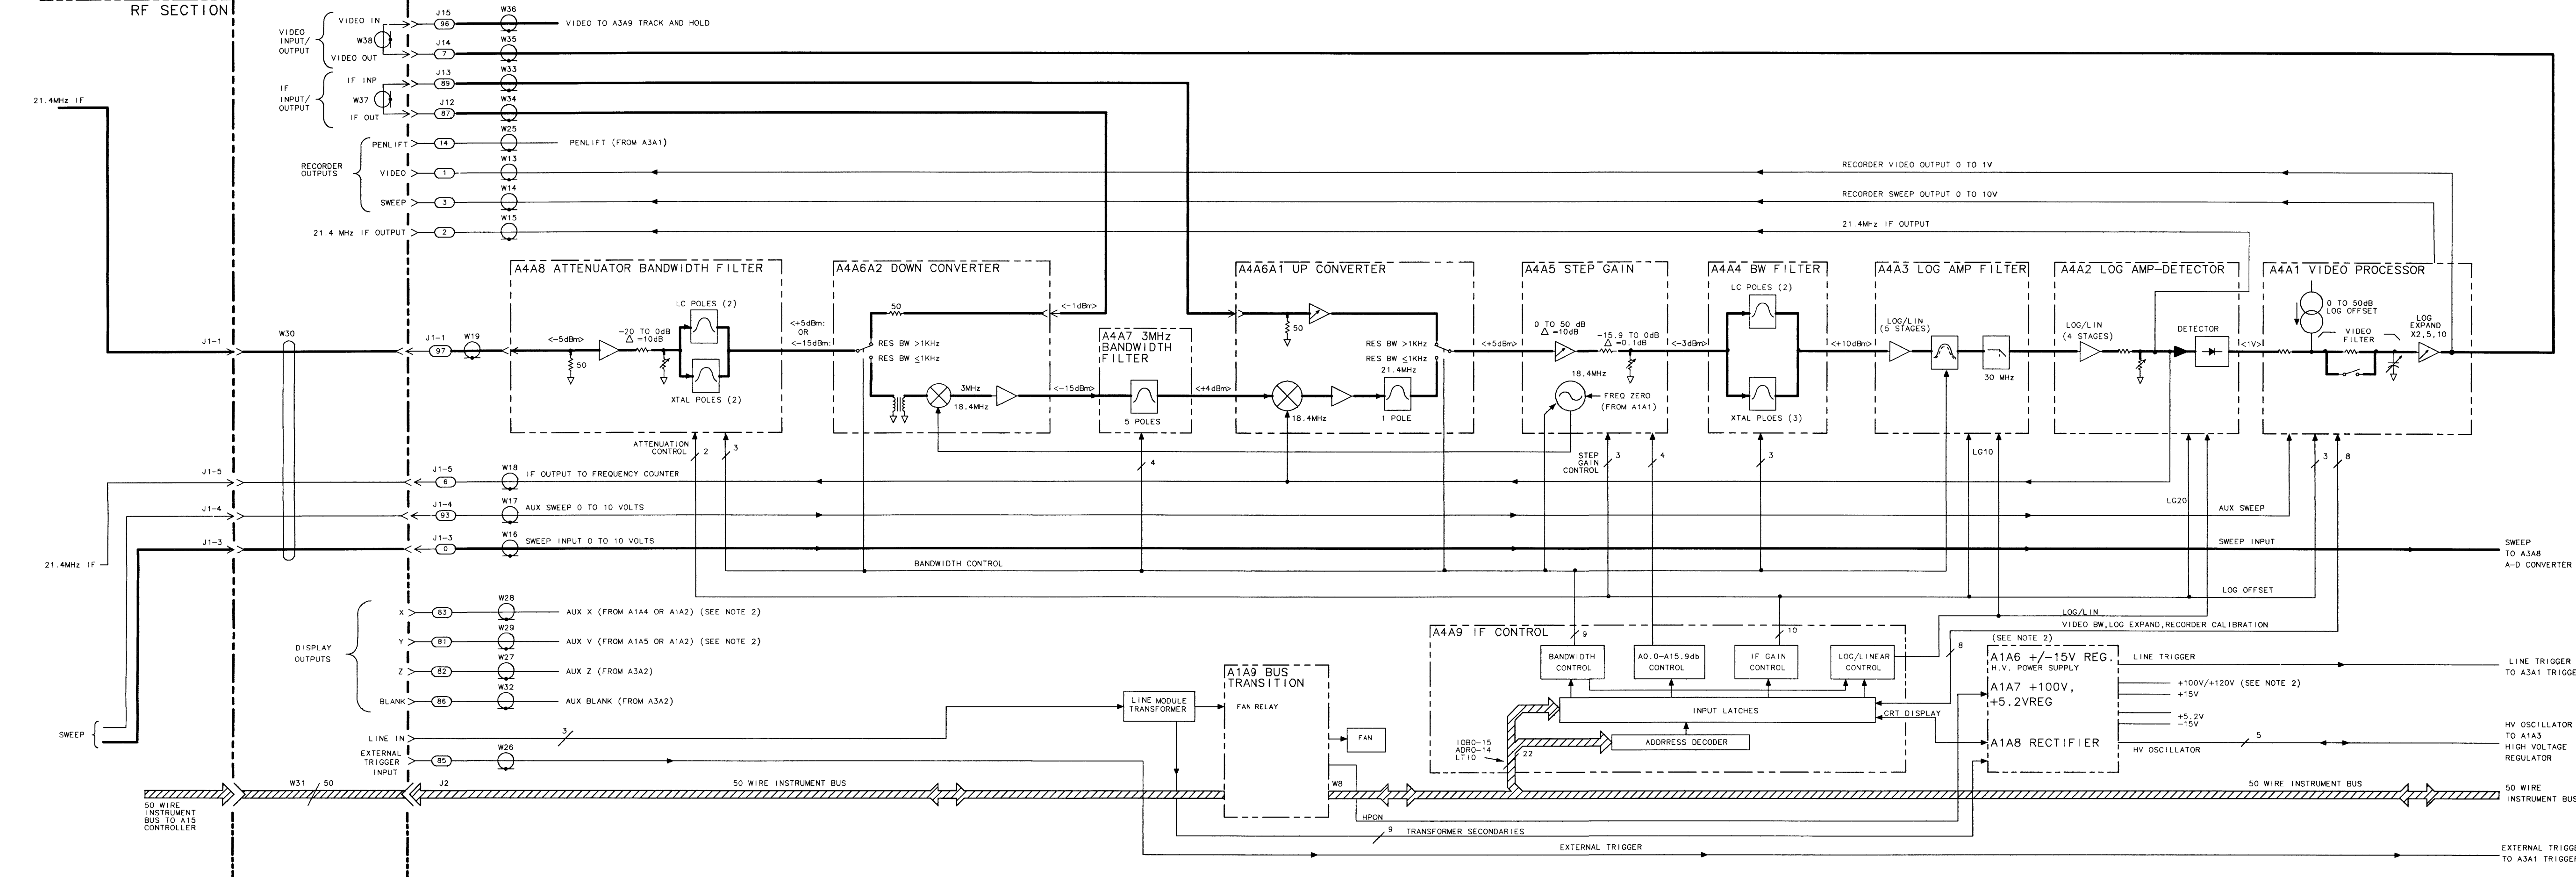 RF SECTION
VIDEO
INPUT/
OUTPUT
VIDEO IN
W38
VIDEO OUT
J15
96
W36
VIDEO TO A3A9 TRACK AND HOLD
J14
7
W35
IF
INPUT/
OUTPUT
IF INP
W37
IF OUT
J13
89
W33
J12
87
W34
21.4MHz IF
RECORDER
OUTPUTS
PENLIFT
14
W25
PENLIFT (FROM A3A1)
VIDEO
1
W13
RECORDER VIDEO OUTPUT 0 TO 1V
SWEEP
3
W14
RECORDER SWEEP OUTPUT 0 TO 10V
21.4 MHz IF OUTPUT
2
W15
21.4MHz IF OUTPUT
J1-1
W30
J1-1
97
W19
A4A8 ATTENUATOR BANDWIDTH FILTER
LC POLES (2)
<-5dBm>
50
-20 TO 0dB
△ =10dB
XTAL POLES (2)
<+5dBm:
OR
<-15dBm:
ATTENUATION
CONTROL
2
3
A4A6A2 DOWN CONVERTER
50
<-1dBm>
RES BW >1KHz
RES BW ≤1KHz
3MHz
18.4MHz
<-15dBm>
A4A7 3MHz
BANDWIDTH
FILTER
5 POLES
<+4dBm>
4
A4A6A1 UP CONVERTER
50
RES BW >1KHz
RES BW ≤1KHz
21.4MHz
18.4MHz
1 POLE
<+5dBm>
A4A5 STEP GAIN
0 TO 50 dB
△ =10dB
-15.9 TO 0dB
△ =0.1dB
18.4MHz
FREQ ZERO
(FROM A1A1)
<-3dBm>
STEP
GAIN
CONTROL
3
4
A4A4 BW FILTER
LC POLES (2)
XTAL PLOES (3)
<+10dBm>
3
A4A3 LOG AMP FILTER
LOG/LIN
(5 STAGES)
30 MHz
LG10
A4A2 LOG AMP-DETECTOR
LOG/LIN
(4 STAGES)
DETECTOR
<1V>
LG20
A4A1 VIDEO PROCESSOR
0 TO 50dB
LOG OFFSET
VIDEO
FILTER
LOG
EXPAND
X2,5,10
3
8
J1-5
J1-5
6
W18
IF OUTPUT TO FREQUENCY COUNTER
J1-4
J1-4
93
W17
AUX SWEEP 0 TO 10 VOLTS
AUX SWEEP
J1-3
J1-3
0
W16
SWEEP INPUT 0 TO 10 VOLTS
SWEEP INPUT
SWEEP
TO A3A8
A-D CONVERTER
21.4MHz IF
BANDWIDTH CONTROL
LOG OFFSET
LOG/LIN
VIDEO BW,LOG EXPAND,RECORDER CALIBRATION
DISPLAY
OUTPUTS
X
83
W28
AUX X (FROM A1A4 OR A1A2) (SEE NOTE 2)
Y
81
W29
AUX V (FROM A1A5 OR A1A2) (SEE NOTE 2)
Z
82
W27
AUX Z (FROM A3A2)
BLANK
86
W32
AUX BLANK (FROM A3A2)
SWEEP
LINE IN
3
EXTERNAL
TRIGGER
INPUT
85
W26
LINE MODULE
TRANSFORMER
A1A9 BUS
TRANSITION
FAN RELAY
FAN
W8
HPON
A4A9 IF CONTROL
9
10
BANDWIDTH
CONTROL
A0.0-A15.9db
CONTROL
IF GAIN
CONTROL
LOG/LINEAR
CONTROL
INPUT LATCHES
ADDRRESS DECODER
IOBO-15
ADRO-14
LTIO
22
8
CRT DISPLAY
(SEE NOTE 2)
A1A6 +/-15V REG.
H.V. POWER SUPPLY
A1A7 +100V,
+5.2VREG
A1A8 RECTIFIER
LINE TRIGGER
+100V/+120V (SEE NOTE 2)
+15V
+5.2V
-15V
HV OSCILLATOR
5
LINE TRIGGER
TO A3A1 TRIGGE
HV OSCILLATOR
TO A1A3
HIGH VOLTAGE
REGULATOR
50 WIRE
INSTRUMENT
BUS TO A15
CONTROLLER
W31
50
J2
50 WIRE INSTRUMENT BUS
50 WIRE INSTRUMENT BUS
50 WIRE
INSTRUMENT BUS
9
TRANSFORMER SECONDARIES
EXTERNAL TRIGGER
EXTERNAL TRIGGE
TO A3A1 TRIGGER